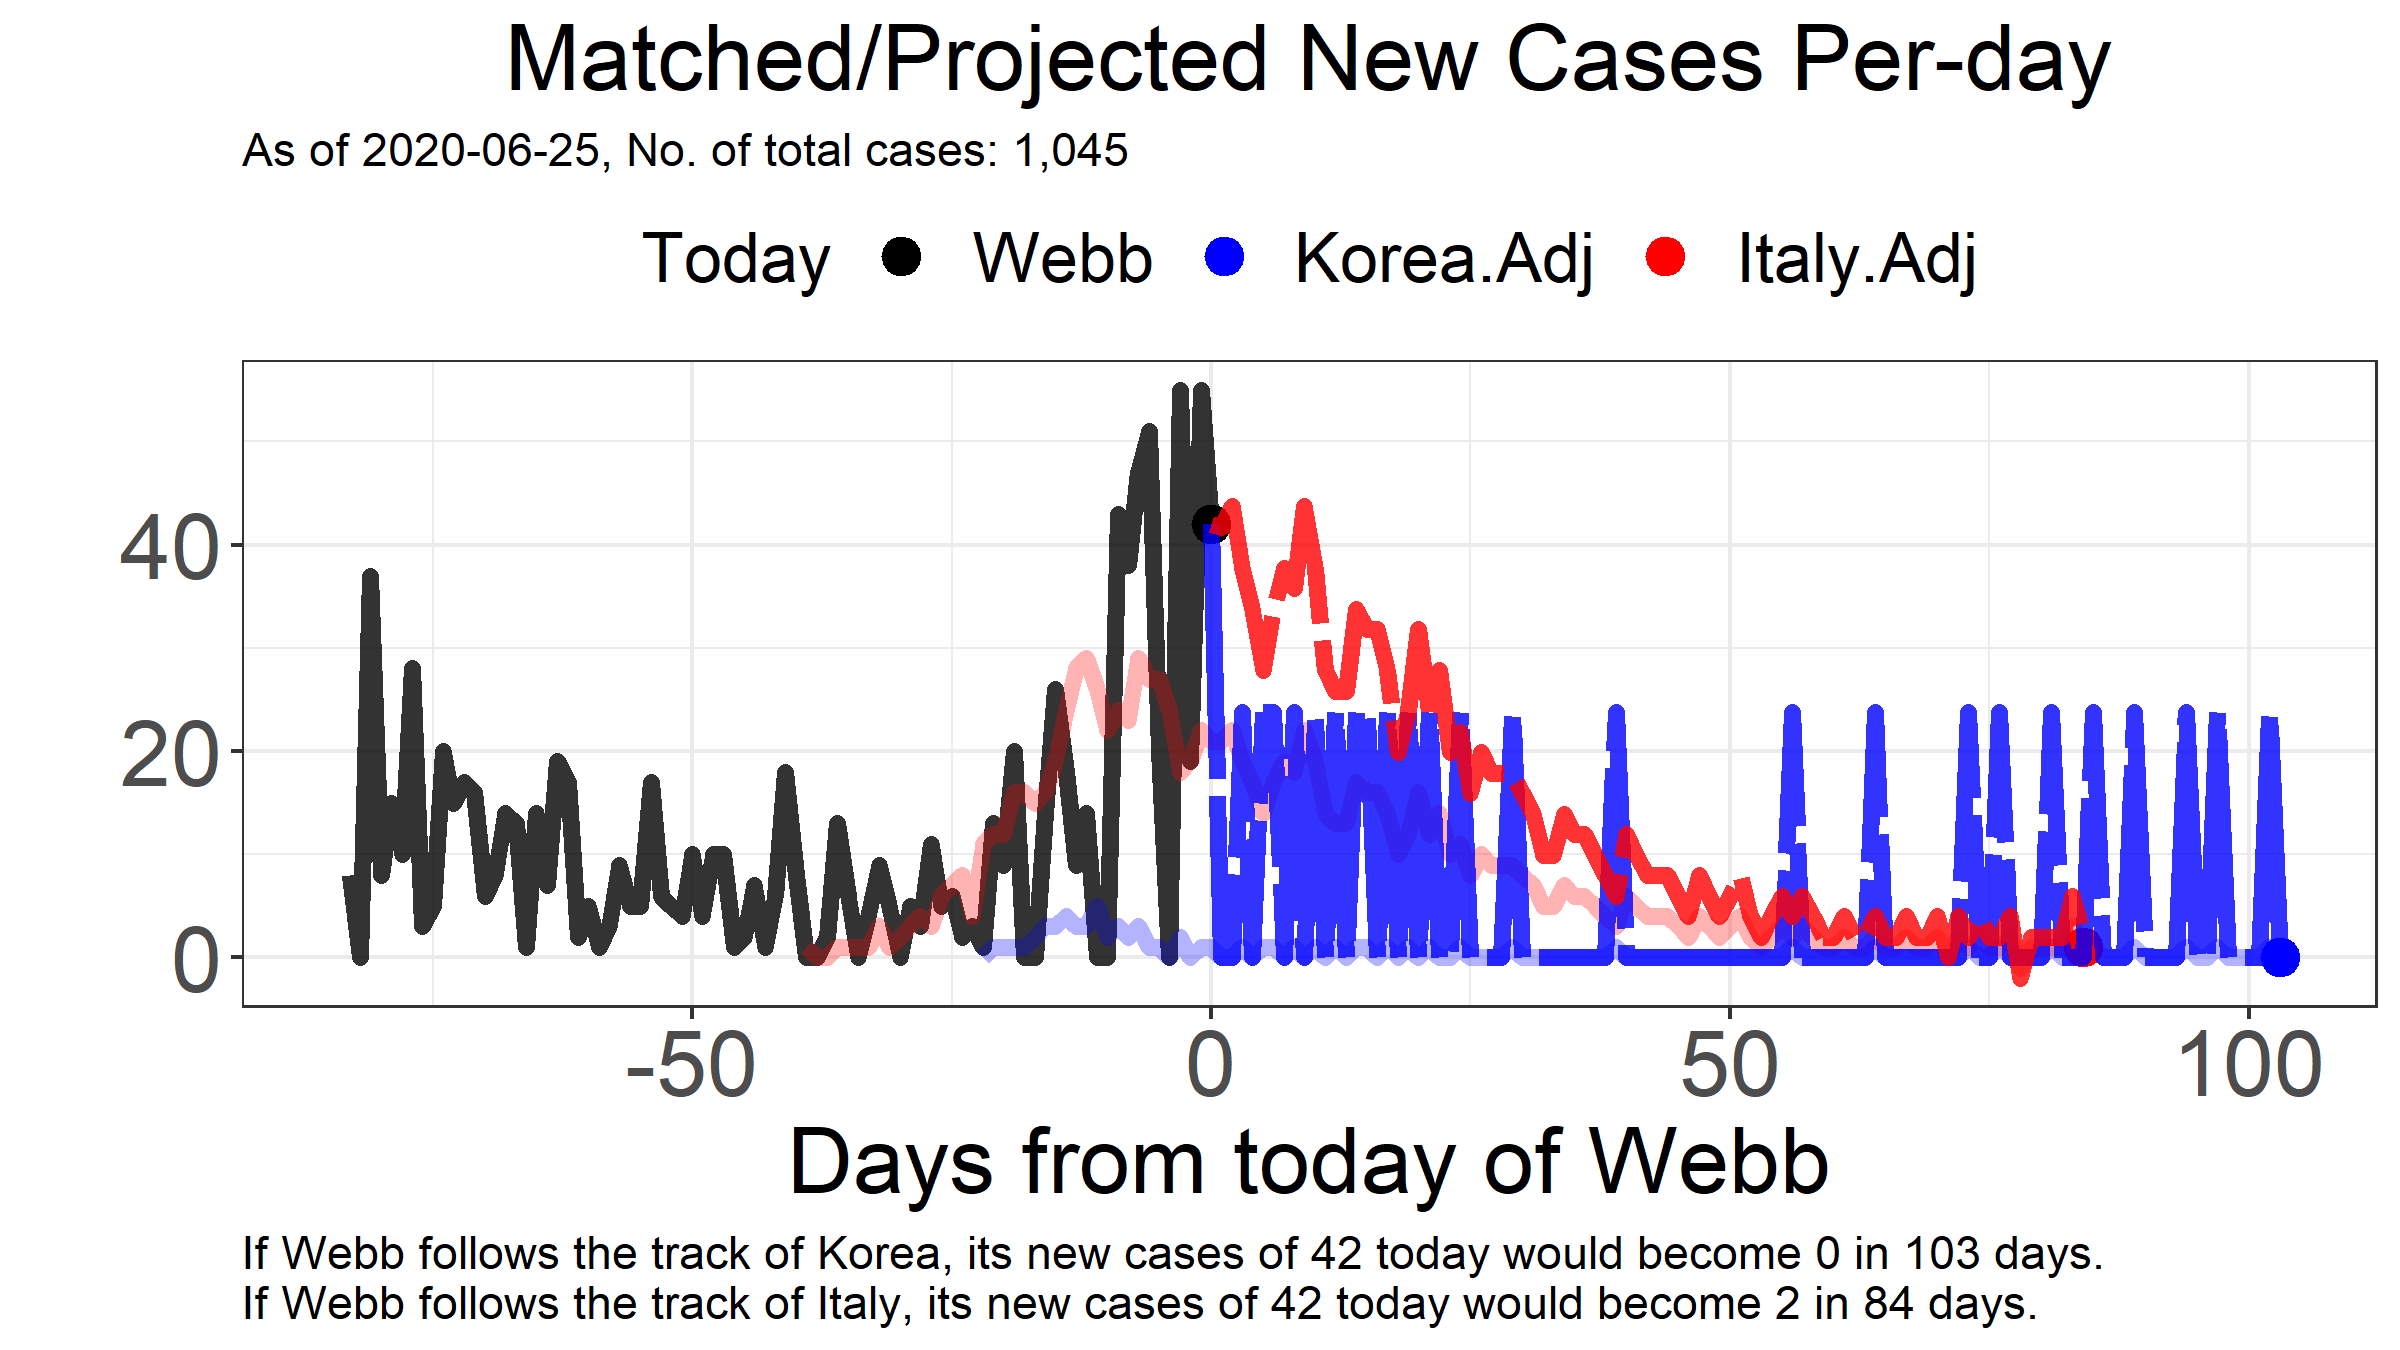 Matched/Projected New Cases Per-day
As of 2020-06-25, No. of total cases: 1,045
Today Webb Korea.Adj Italy.Adj
40
20
0
-50 0 50 100
Days from today of Webb
If Webb follows the track of Korea, its new cases of 42 today would become 0 in 103 days.
If Webb follows the track of Italy, its new cases of 42 today would become 2 in 84 days.